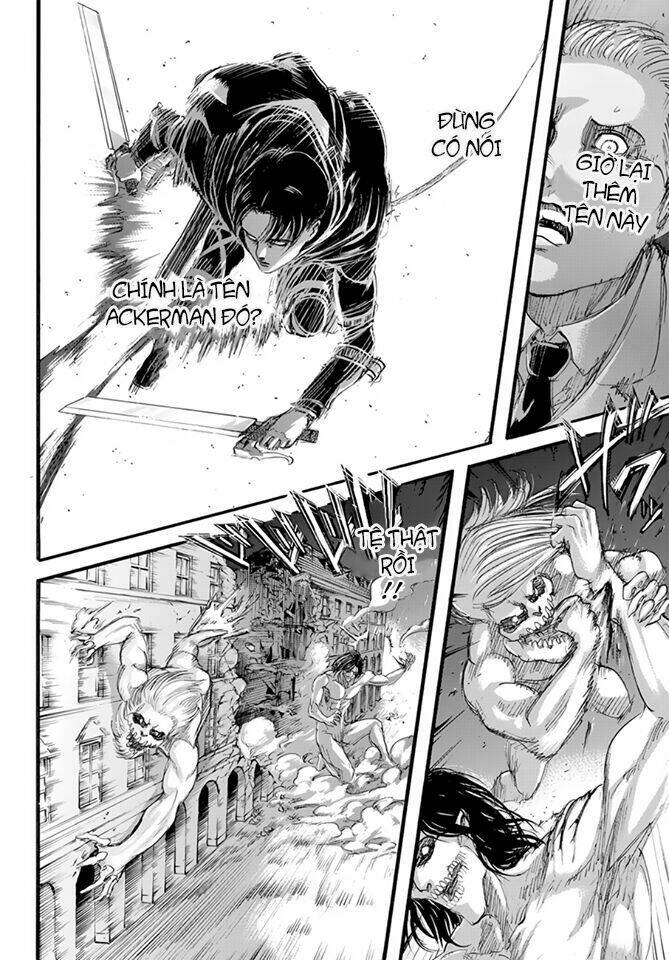 GIỜ LẠI
THÊM
TÊN NÀY
ĐỪNG
CÓ NÓI
CHÍNH LÀ TÊN
ACKERMAN ĐÓ?
TỆ THẬT
RỒI
!!